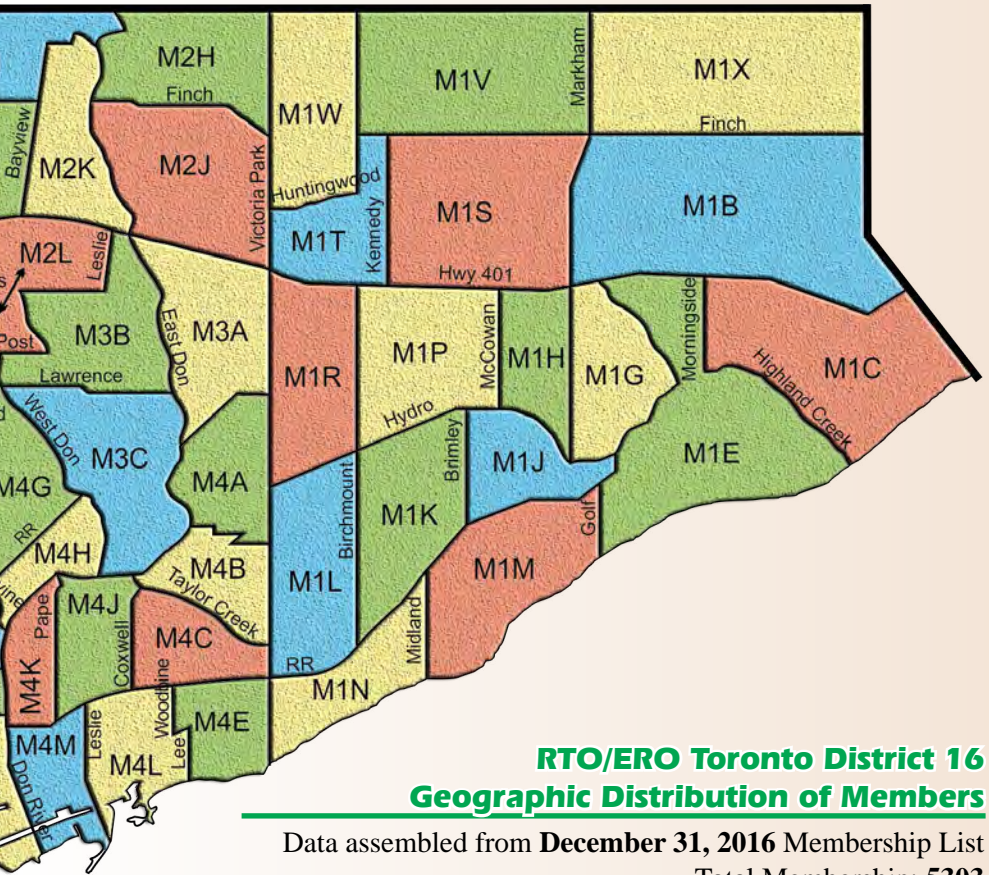 M2H
Finch
M1W
M1V
Markham
M1X
Finch
Bayview
M2K
M2J
Victoria Park
Huntingwood
Kennedy
M1S
M1B
M1T
Hwy 401
M2L
Leslie
Post
M3B
Lawrence
East Don
M3A
M1R
M1P
McCowan
M1H
M1G
Morningside
M1C
Highland Creek
Hydro
Brimley
M1J
M1E
West Don
M3C
M4G
M4A
RR
M4H
M4B
Taylor Creek
Birchmount
M1K
Golf
M1L
M1M
Midland
Pape
M4J
Coxwell
M4C
Woodbine
M4K
RR
M1N
M4M
Leslie
M4L
Lee
M4E
Don River
RTO/ERO Toronto District 16
Geographic Distribution of Members
Data assembled from December 31, 2016 Membership List
Total Membership: 5393